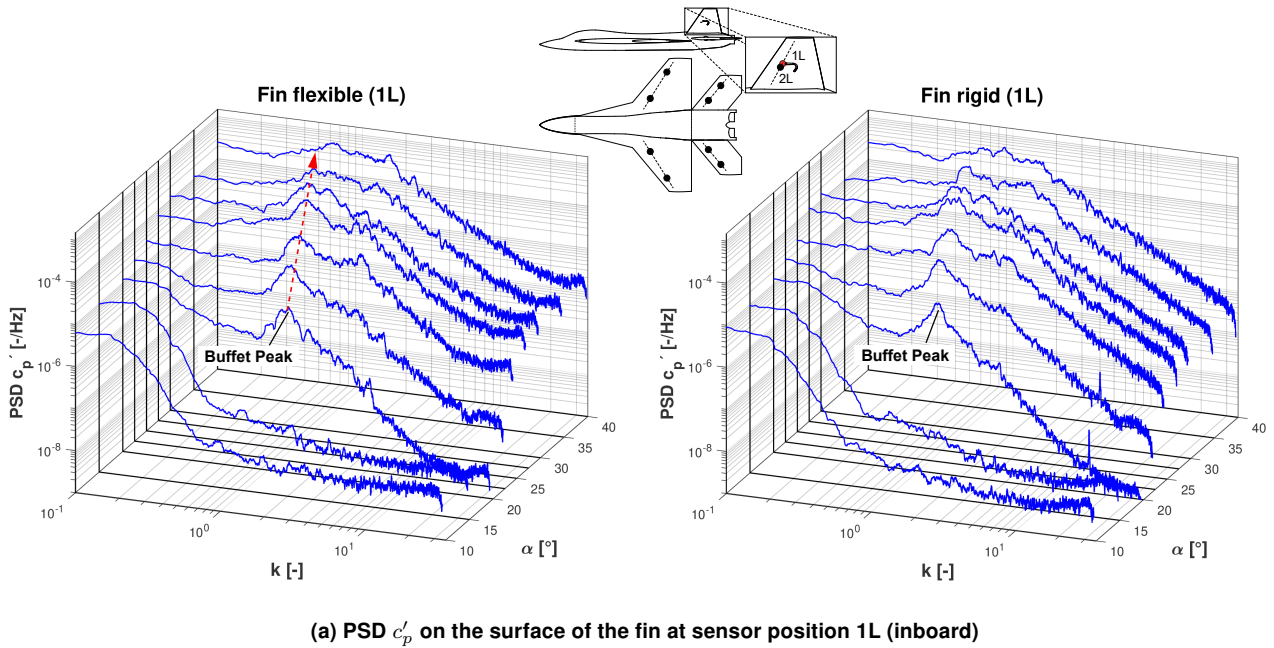 1L
2L
Fin flexible (1L)
Fin rigid (1L)
PSD c_p´ [-/Hz]
10^-4
10^-6
10^-8
10^-1
10^0
10^1
k [-]
Buffet Peak
10
15
20
25
30
35
40
α [°]
PSD c_p´ [-/Hz]
10^-4
10^-6
10^-8
10^-1
10^0
10^1
k [-]
Buffet Peak
10
15
20
25
30
35
40
α [°]
(a) PSD c′_p on the surface of the fin at sensor position 1L (inboard)